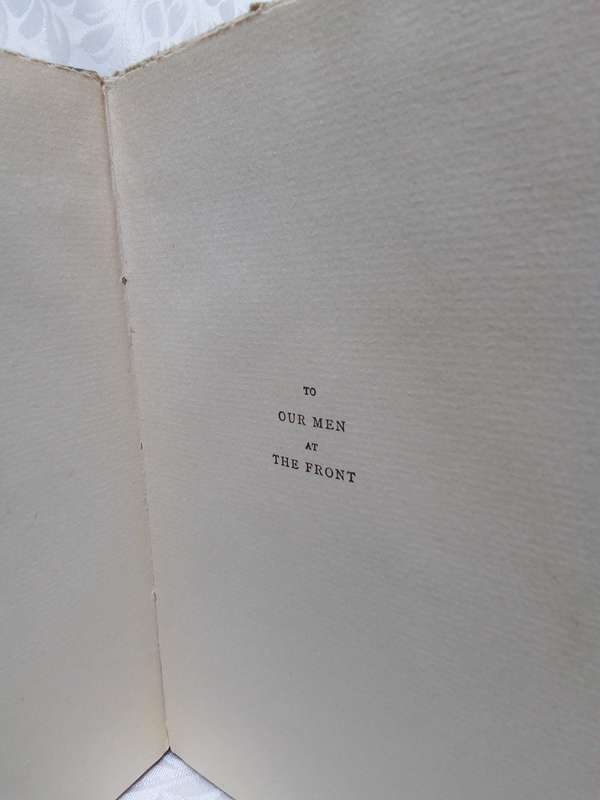 TO
OUR MEN
AT
THE FRONT